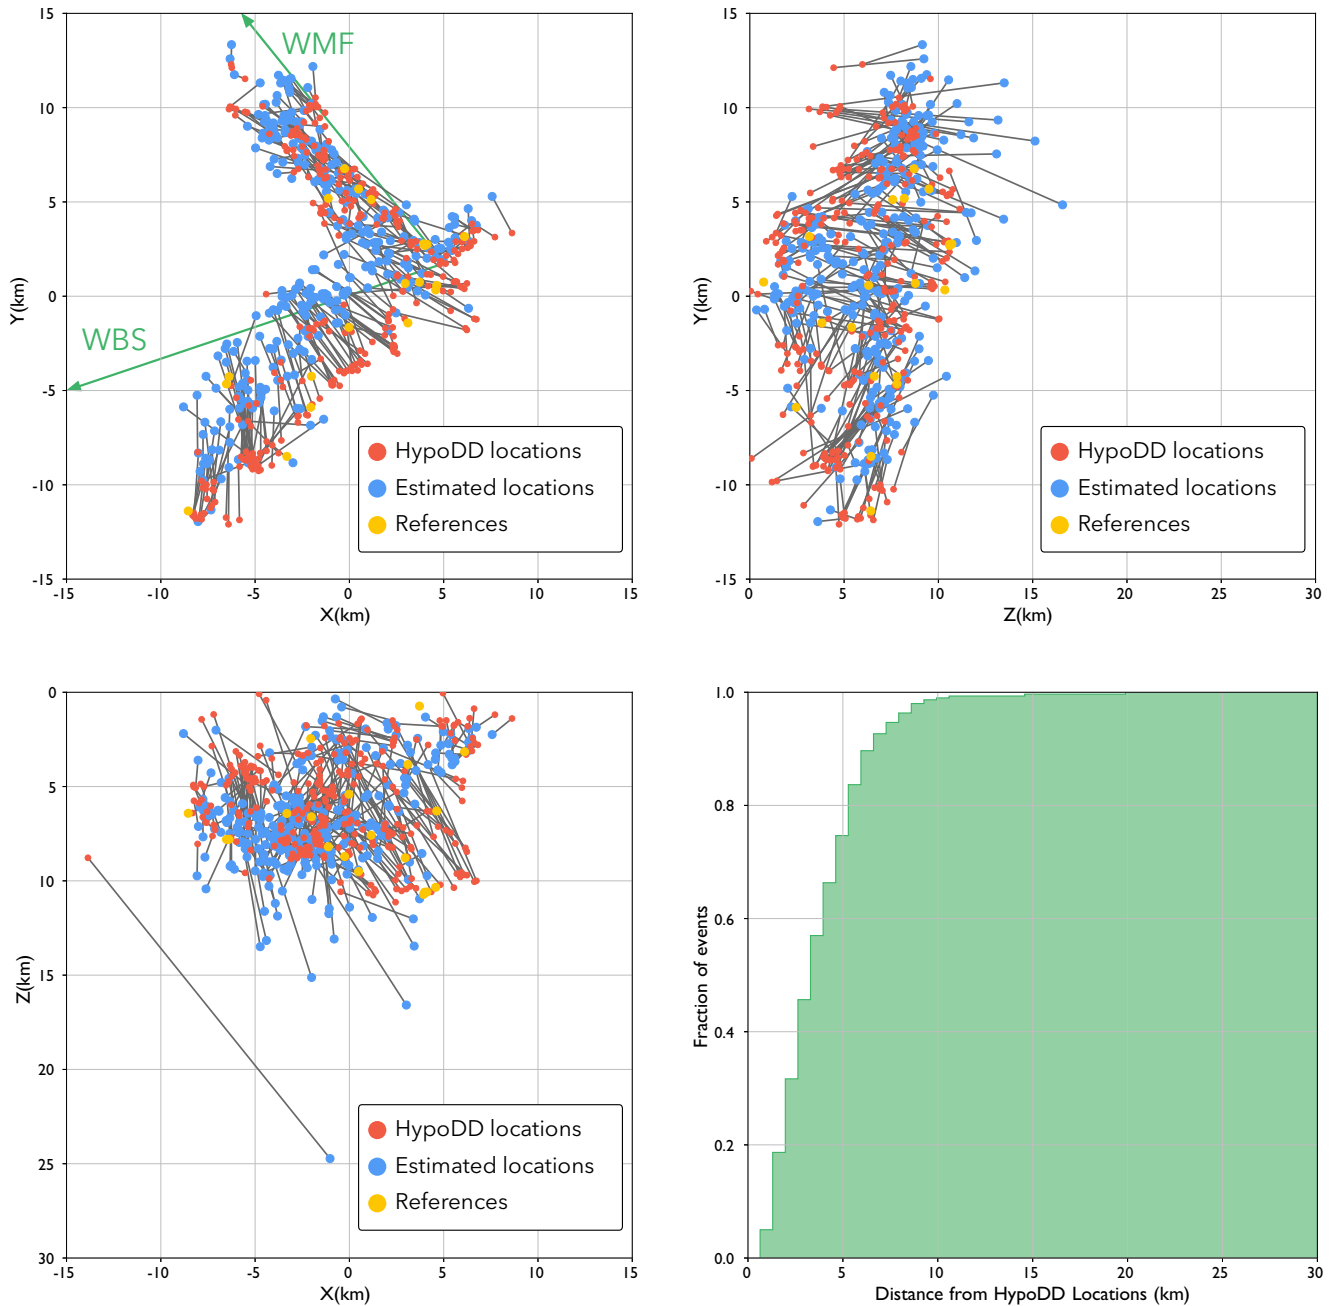 15
10
5
0
-5
-10
-15
Y(km)
WMF
WBS
HypoDD locations
Estimated locations
References
-15
-10
-5
0
5
10
15
X(km)
15
10
5
0
-5
-10
-15
Y(km)
HypoDD locations
Estimated locations
References
0
5
10
15
20
25
30
Z(km)
0
5
10
15
20
25
30
Z(km)
HypoDD locations
Estimated locations
References
-15
-10
-5
0
5
10
15
X(km)
1.0
0.8
0.6
0.4
0.2
0.0
Fraction of events
0
5
10
15
20
25
30
Distance from HypoDD Locations (km)